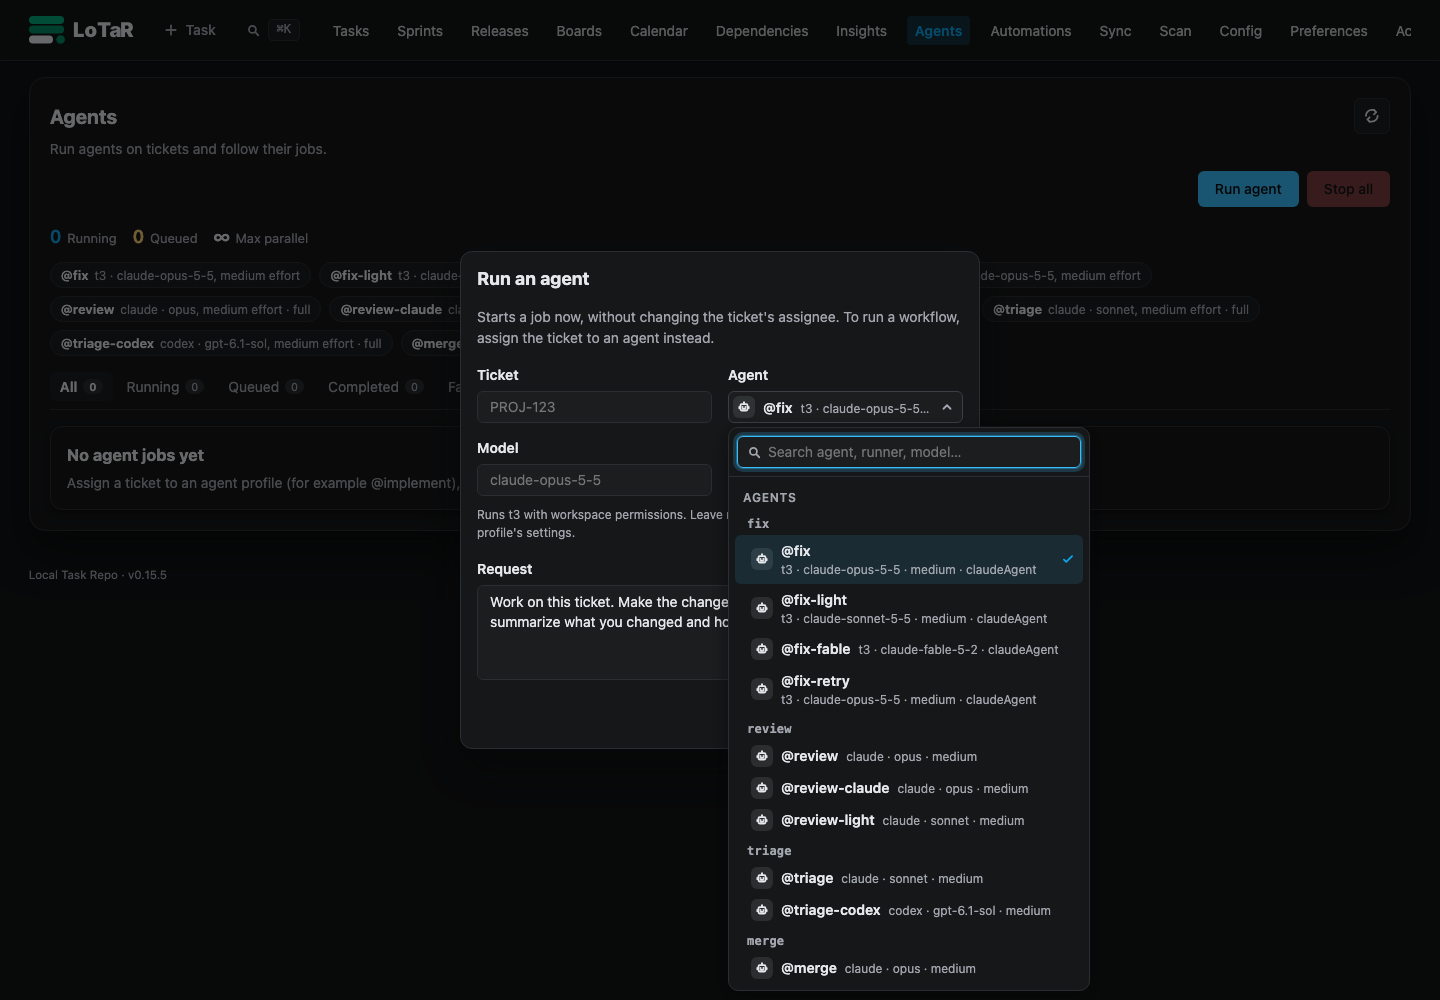 LoTaR
Task
⌘K
Tasks
Sprints
Releases
Boards
Calendar
Dependencies
Insights
Agents
Automations
Sync
Scan
Config
Preferences
Agents
Run agents on tickets and follow their jobs.
Run agent
Stop all
0 Running
0 Queued
∞ Max parallel
@fix t3 · claude-opus-5-5, medium effort
@fix-light t3 · claude-
de-opus-5-5, medium effort
@review claude · opus, medium effort · full
@review-claude
@triage claude · sonnet, medium effort · full
@triage-codex codex · gpt-6.1-sol, medium effort · full
@merge
All 0
Running 0
Queued 0
Completed 0
No agent jobs yet
Assign a ticket to an agent profile (for example @implement),
Local Task Repo · v0.15.5
Run an agent
Starts a job now, without changing the ticket's assignee. To run a workflow,
assign the ticket to an agent instead.
Ticket
PROJ-123
Agent
@fix t3 · claude-opus-5-5...
Model
claude-opus-5-5
Runs t3 with workspace permissions. Leave
profile's settings.
Request
Work on this ticket. Make the change
summarize what you changed and ho
Search agent, runner, model...
AGENTS
fix
@fix
t3 · claude-opus-5-5 · medium · claudeAgent
@fix-light
t3 · claude-sonnet-5-5 · medium · claudeAgent
@fix-fable t3 · claude-fable-5-2 · claudeAgent
@fix-retry
t3 · claude-opus-5-5 · medium · claudeAgent
review
@review claude · opus · medium
@review-claude claude · opus · medium
@review-light claude · sonnet · medium
triage
@triage claude · sonnet · medium
@triage-codex codex · gpt-6.1-sol · medium
merge
@merge claude · opus · medium